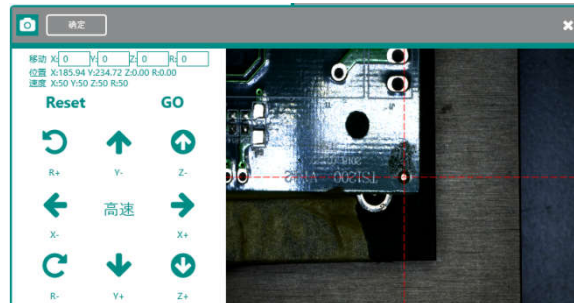 确定
移动 X: 0 Y: 0 Z: 0 R: 0
位置 X:185.94 Y:234.72 Z:0.00 R:0.00
速度 X:50 Y:50 Z:50 R:50
Reset GO
R+ Y- Z-
X- 高速 X+
R- Y+ Z+
TS1200